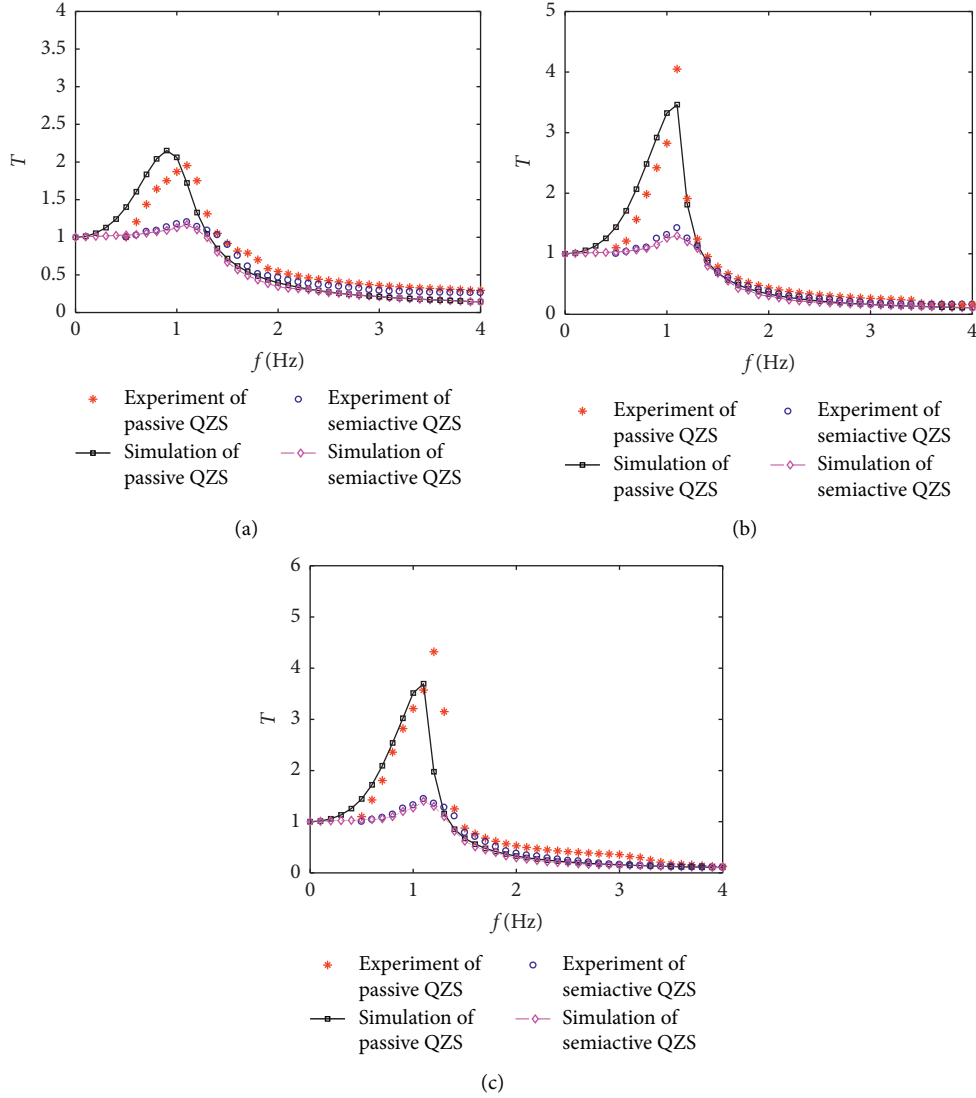 4
3.5
3
2.5
2
1.5
1
0.5
0
T
0 1 2 3 4
f (Hz)
Experiment of
passive QZS
Experiment of
semiactive QZS
Simulation of
passive QZS
Simulation of
semiactive QZS
(a)
5
4
3
2
1
0
T
0 1 2 3 4
f (Hz)
Experiment of
passive QZS
Experiment of
semiactive QZS
Simulation of
passive QZS
Simulation of
semiactive QZS
(b)
6
5
4
3
2
1
0
T
0 1 2 3 4
f (Hz)
Experiment of
passive QZS
Experiment of
semiactive QZS
Simulation of
passive QZS
Simulation of
semiactive QZS
(c)